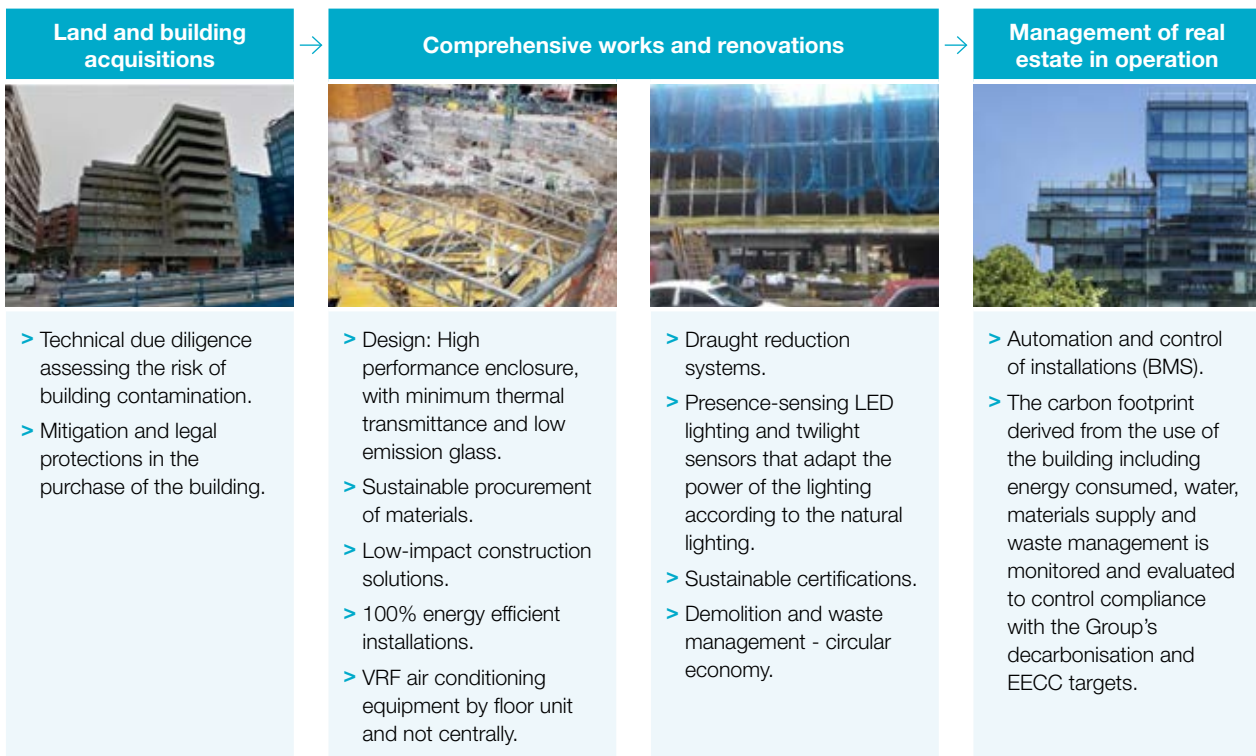 Land and building
acquisitions
→
Comprehensive works and renovations
→
Management of real
estate in operation
> Technical due diligence
assessing the risk of
building contamination.
> Mitigation and legal
protections in the
purchase of the building.
> Design: High
performance enclosure,
with minimum thermal
transmittance and low
emission glass.
> Sustainable procurement
of materials.
> Low-impact construction
solutions.
> 100% energy efficient
installations.
> VRF air conditioning
equipment by floor unit
and not centrally.
> Draught reduction
systems.
> Presence-sensing LED
lighting and twilight
sensors that adapt the
power of the lighting
according to the natural
lighting.
> Sustainable certifications.
> Demolition and waste
management - circular
economy.
> Automation and control
of installations (BMS).
> The carbon footprint
derived from the use of
the building including
energy consumed, water,
materials supply and
waste management is
monitored and evaluated
to control compliance
with the Group's
decarbonisation and
EECC targets.